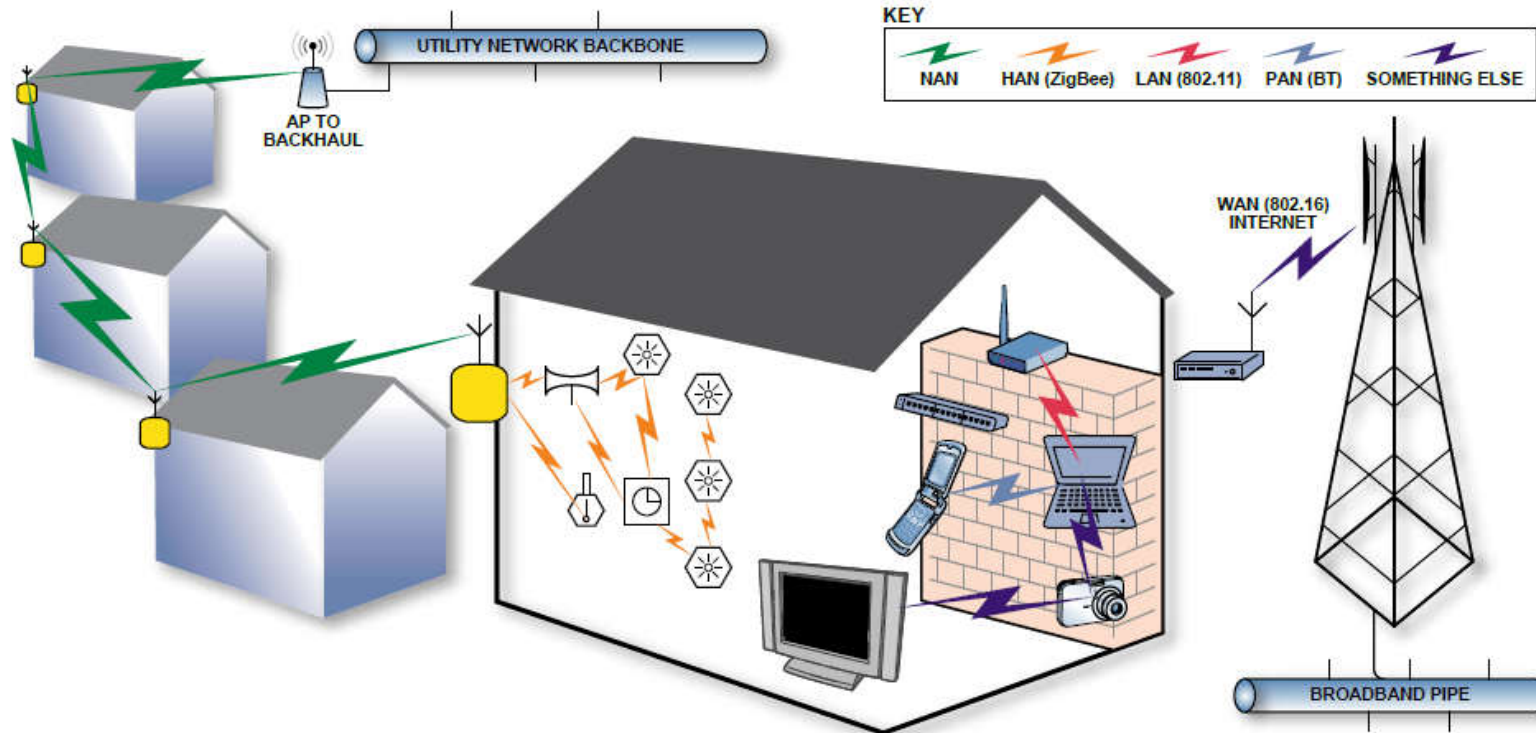 UTILITY NETWORK BACKBONE
KEY
NAN
HAN (ZigBee)
LAN (802.11)
PAN (BT)
SOMETHING ELSE
AP TO
BACKHAUL
WAN (802.16)
INTERNET
BROADBAND PIPE